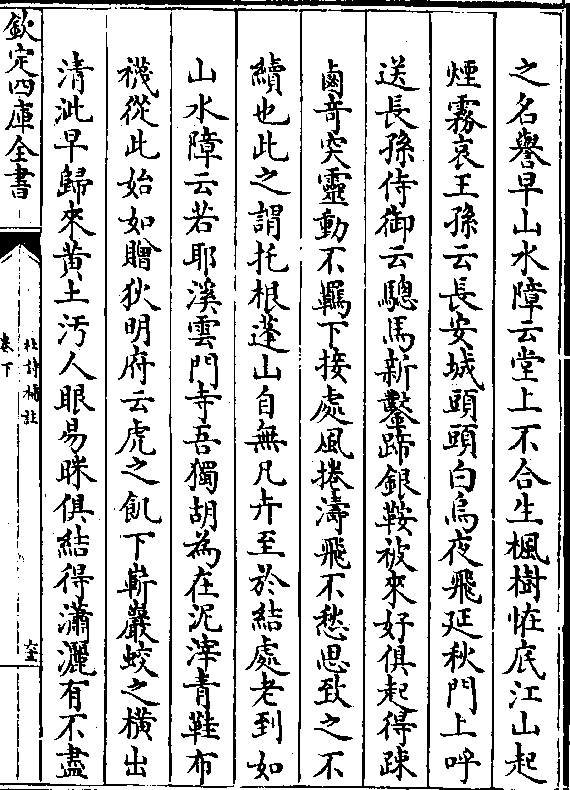 之名譽早山水障云堂上不合生楓樹怪底江山起
煙霧哀王孫云長安城頭頭白烏夜飛延秋門上呼
送長孫侍御云驄馬新鑿蹄銀鞍被來好俱起得踈
鹵竒突靈動不羈下接處風捲濤飛不愁思致之不
續也此之謂托根蓬山自無凡卉至於結處老到如
山水障云若耶溪雲門寺吾獨胡為在泥滓青鞋布
襪從此始如贈狄明府云虎之飢下嶄巖蛟之橫出
清泚早歸來黄土汚人眼易眯俱結得瀟灑有不盡
欽定四庫全書
杜詩攟
卷下